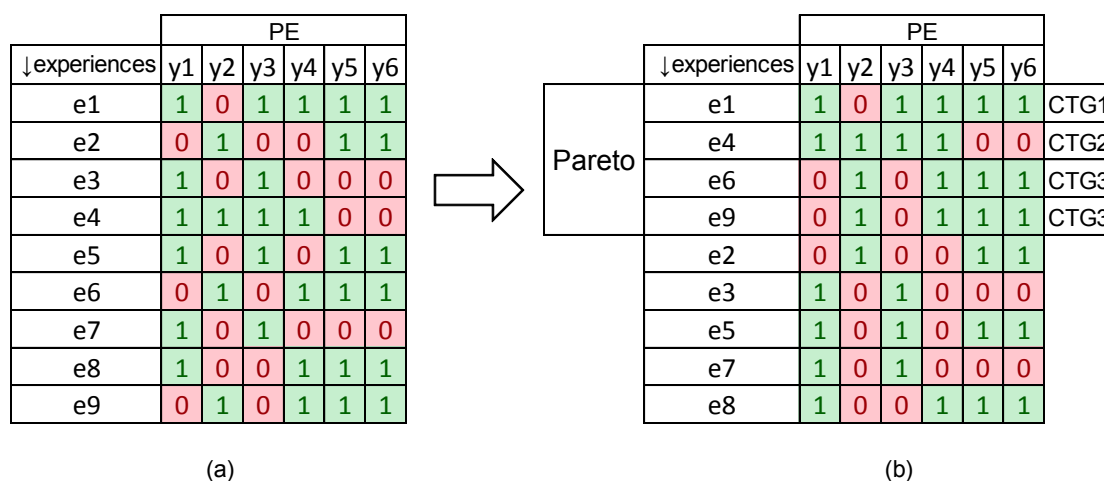 PE
↓experiences y1 y2 y3 y4 y5 y6
e1 1 0 1 1 1 1
e2 0 1 0 0 1 1
e3 1 0 1 0 0 0
e4 1 1 1 1 0 0
e5 1 0 1 0 1 1
e6 0 1 0 1 1 1
e7 1 0 1 0 0 0
e8 1 0 0 1 1 1
e9 0 1 0 1 1 1
(a)
PE
↓experiences y1 y2 y3 y4 y5 y6
Pareto
e1 1 0 1 1 1 1 CTG1
e4 1 1 1 1 0 0 CTG2
e6 0 1 0 1 1 1 CTG3
e9 0 1 0 1 1 1 CTG3
e2 0 1 0 0 1 1
e3 1 0 1 0 0 0
e5 1 0 1 0 1 1
e7 1 0 1 0 0 0
e8 1 0 0 1 1 1
(b)